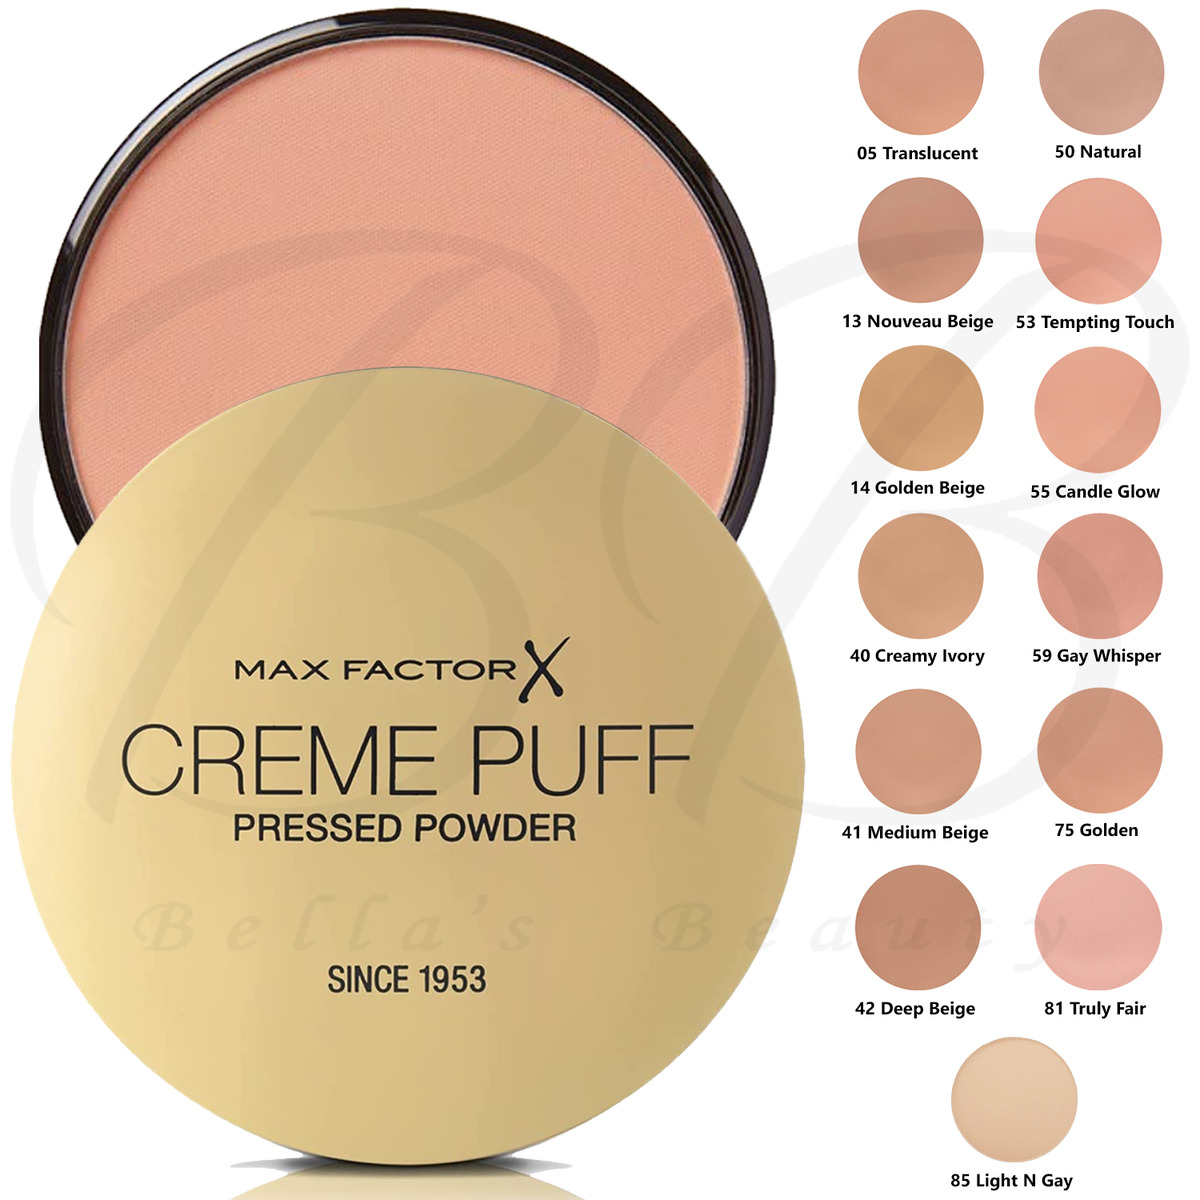 MAX FACTOR X
CREME PUFF
PRESSED POWDER
SINCE 1953
Bella's Beauty
BB
05 Translucent
50 Natural
13 Nouveau Beige
53 Tempting Touch
14 Golden Beige
55 Candle Glow
40 Creamy Ivory
59 Gay Whisper
41 Medium Beige
75 Golden
42 Deep Beige
81 Truly Fair
85 Light N Gay